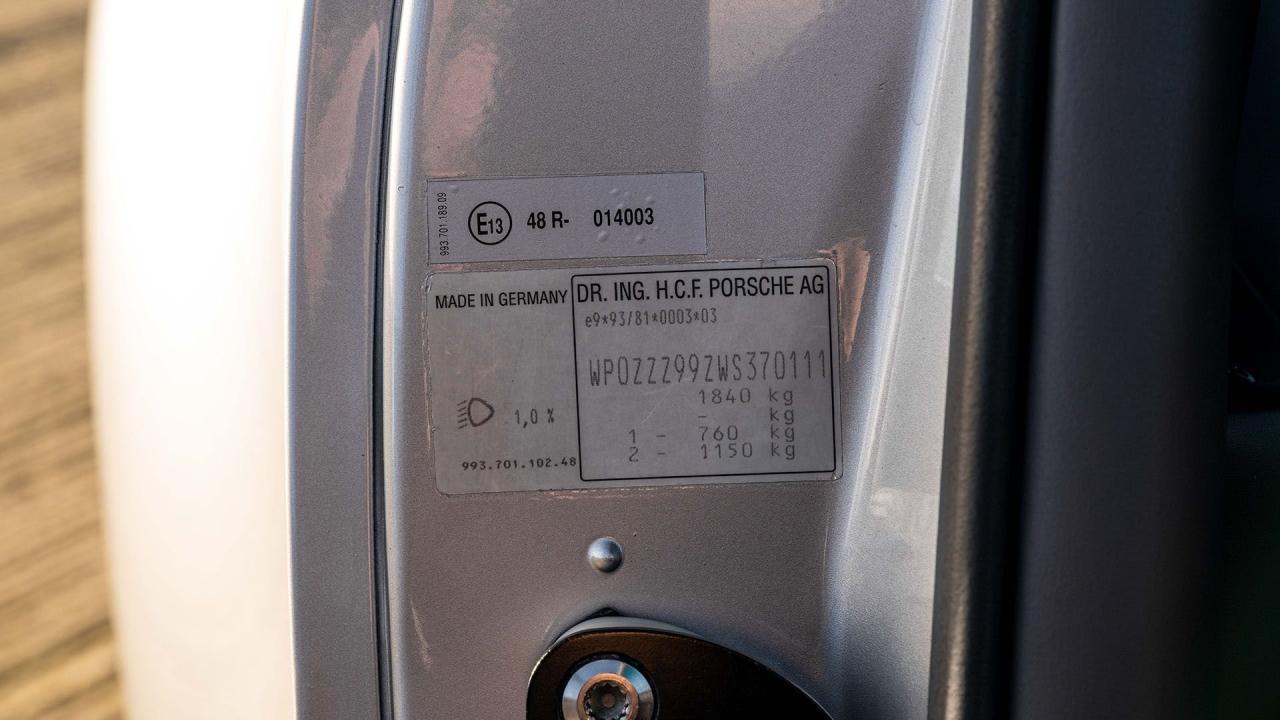 993.701.189.09
E13 48 R- 014003
MADE IN GERMANY
DR. ING. H.C.F. PORSCHE AG
e9*93/81*0003*03
WP0ZZZ99ZWS370111
1840 kg
- kg
1 - 760 kg
2 - 1150 kg
1,0 %
993.701.102.48